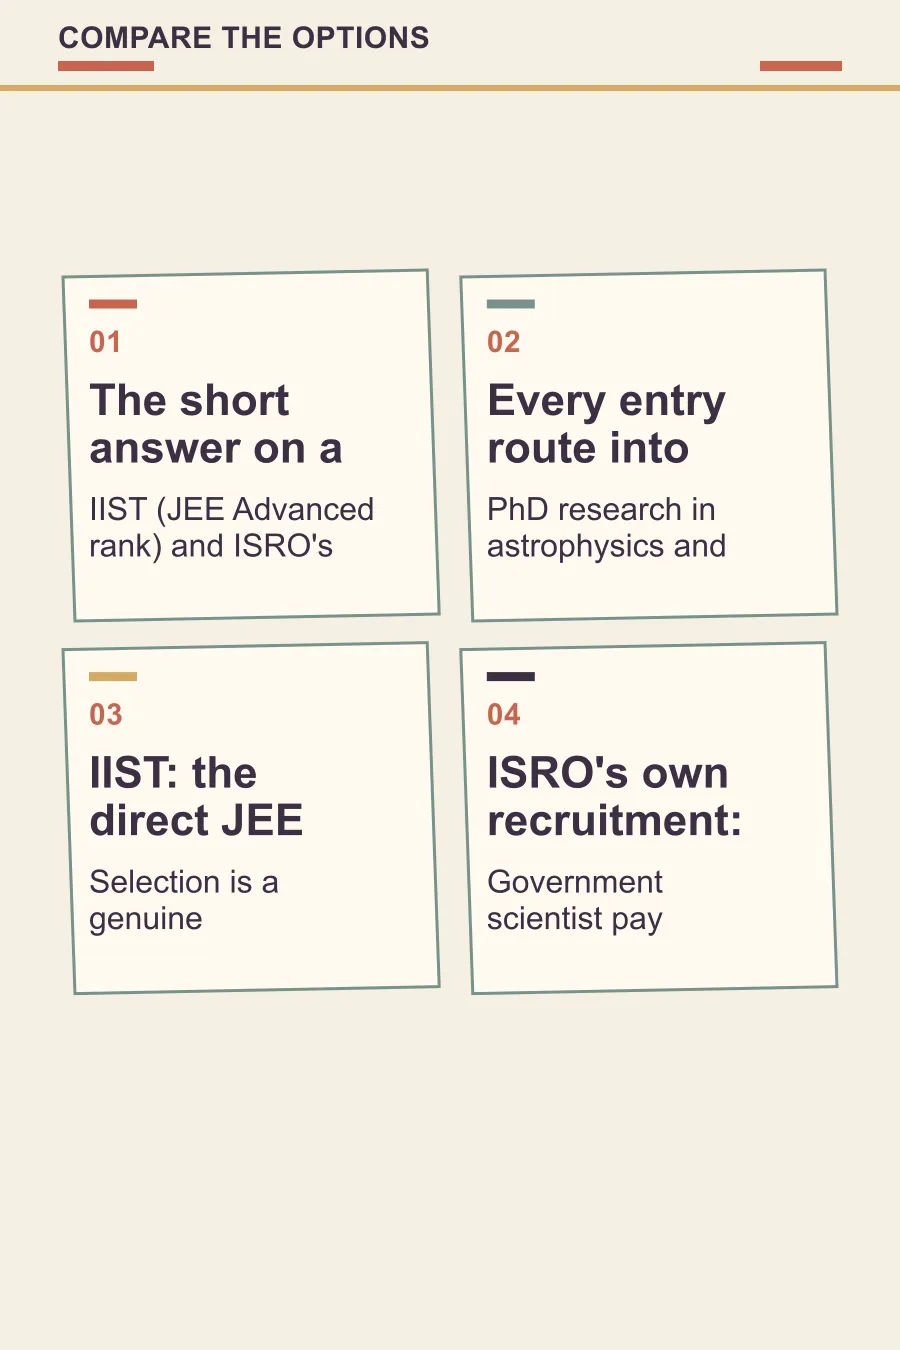 COMPARE THE OPTIONS
01
The short
answer on a
IIST (JEE Advanced
rank) and ISRO's
02
Every entry
route into
PhD research in
astrophysics and
03
IIST: the
direct JEE
Selection is a
genuine
04
ISRO's own
recruitment:
Government
scientist pay